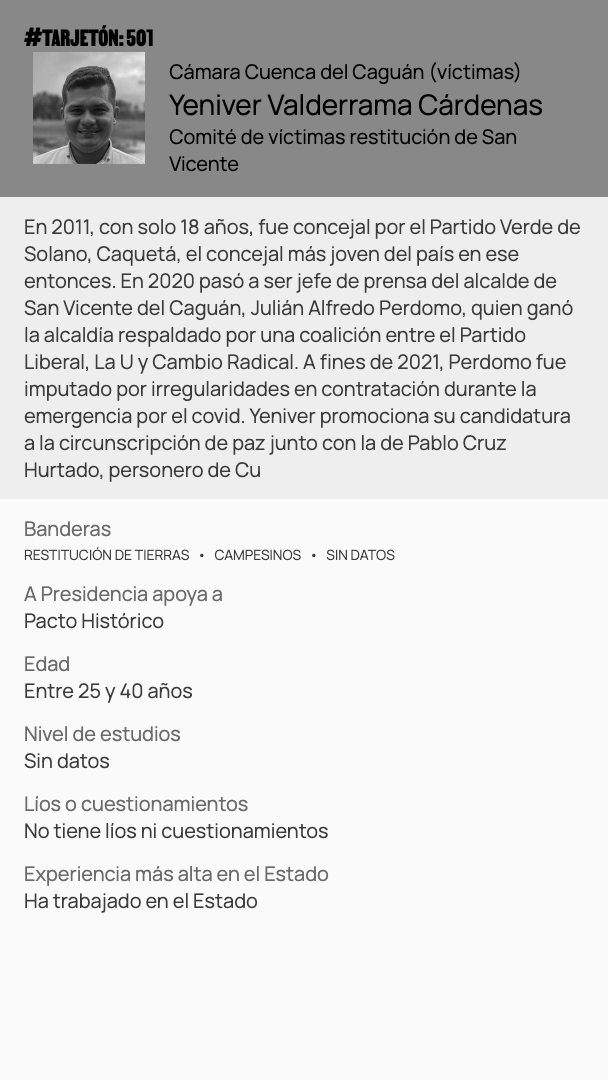 #TARJETÓN: 501
Cámara Cuenca del Caguán (víctimas)
Yeniver Valderrama Cárdenas
Comité de víctimas restitución de San
Vicente
En 2011, con solo 18 años, fue concejal por el Partido Verde de
Solano, Caquetá, el concejal más joven del país en ese
entonces. En 2020 pasó a ser jefe de prensa del alcalde de
San Vicente del Caguán, Julián Alfredo Perdomo, quien ganó
la alcaldía respaldado por una coalición entre el Partido
Liberal, La U y Cambio Radical. A fines de 2021, Perdomo fue
imputado por irregularidades en contratación durante la
emergencia por el covid. Yeniver promociona su candidatura
a la circunscripción de paz junto con la de Pablo Cruz
Hurtado, personero de Cu
Banderas
RESTITUCIÓN DE TIERRAS • CAMPESINOS • SIN DATOS
A Presidencia apoya a
Pacto Histórico
Edad
Entre 25 y 40 años
Nivel de estudios
Sin datos
Líos o cuestionamientos
No tiene líos ni cuestionamientos
Experiencia más alta en el Estado
Ha trabajado en el Estado